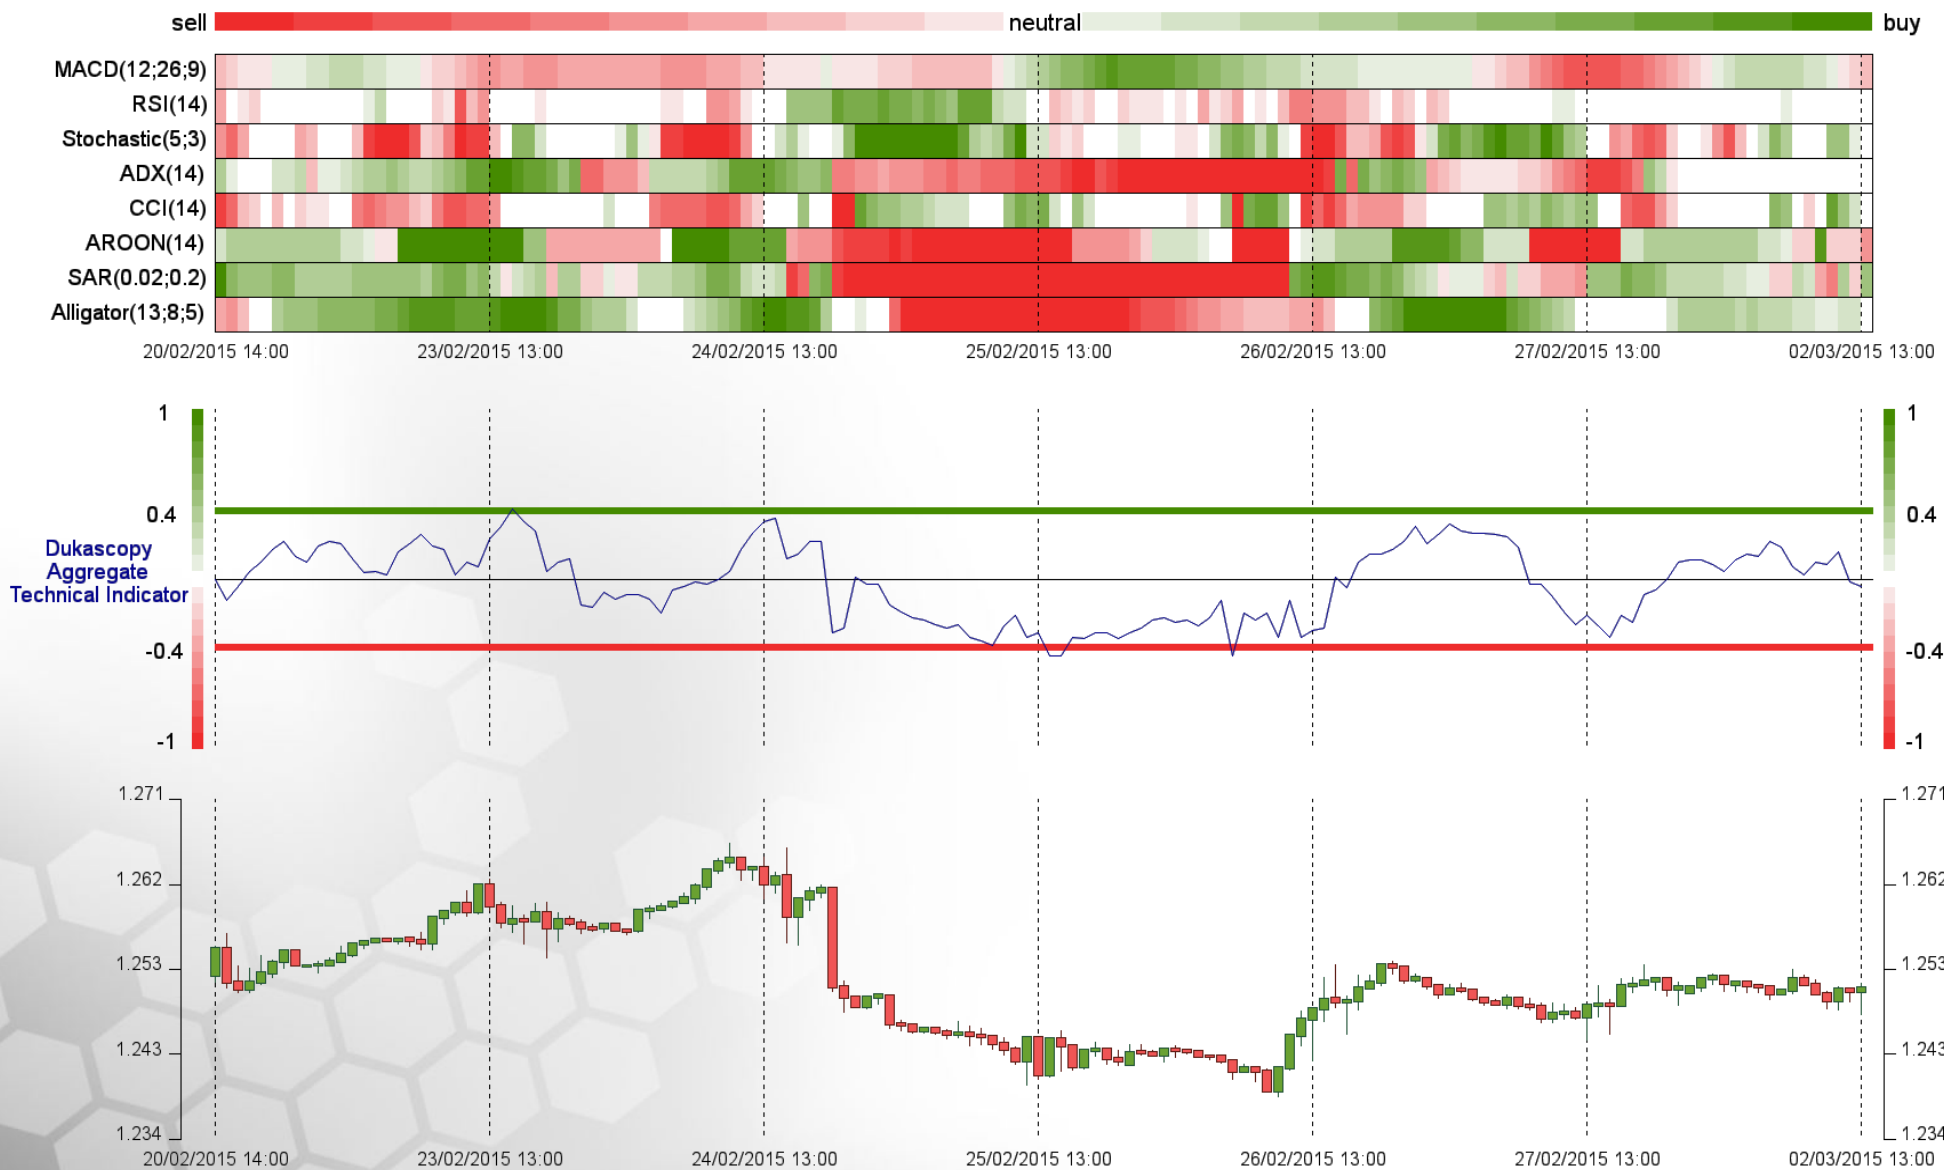 sell neutral buy
MACD(12;26;9)
RSI(14)
Stochastic(5;3)
ADX(14)
CCI(14)
AROON(14)
SAR(0.02;0.2)
Alligator(13;8;5)
20/02/2015 14:00 23/02/2015 13:00 24/02/2015 13:00 25/02/2015 13:00 26/02/2015 13:00 27/02/2015 13:00 02/03/2015 13:00
1 1
0.4 0.4
Dukascopy
Aggregate
Technical Indicator
-0.4 -0.4
-1 -1
1.271 1.271
1.262 1.262
1.253 1.253
1.243 1.243
1.234 1.234
20/02/2015 14:00 23/02/2015 13:00 24/02/2015 13:00 25/02/2015 13:00 26/02/2015 13:00 27/02/2015 13:00 02/03/2015 13:00